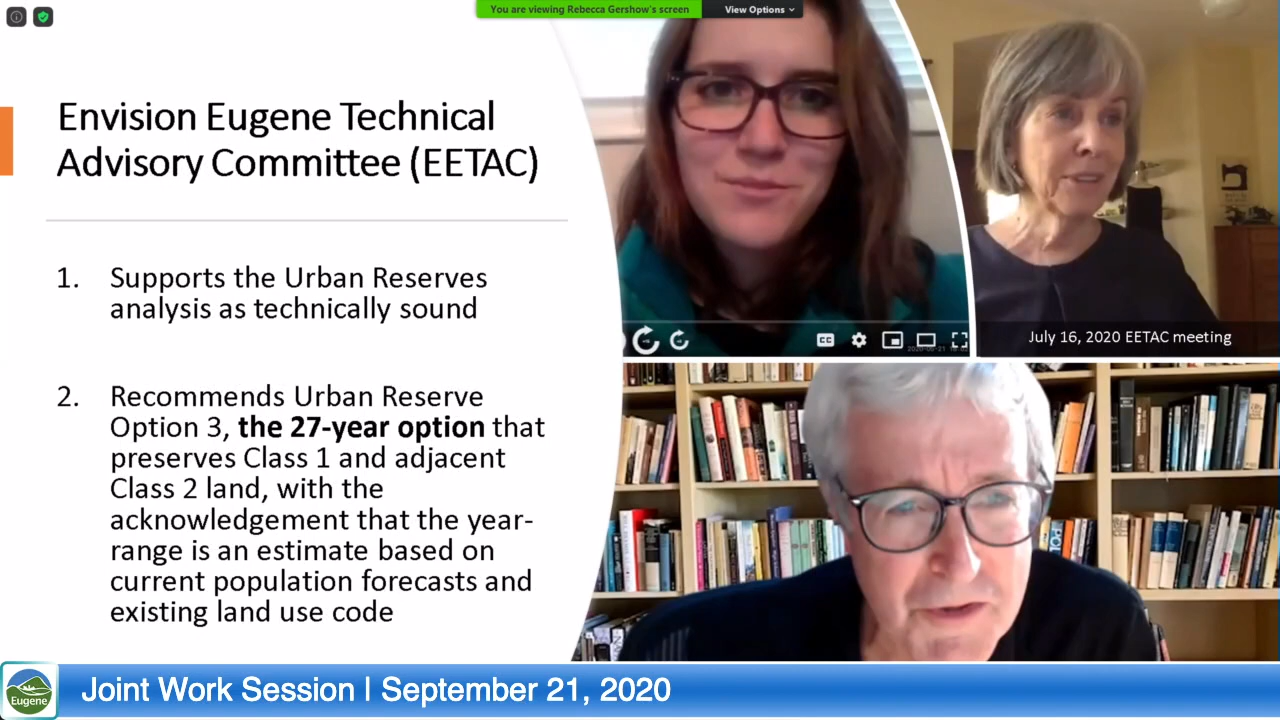 You are viewing Rebecca Gershow's screen
View Options
Envision Eugene Technical
Advisory Committee (EETAC)
1. Supports the Urban Reserves
analysis as technically sound
2. Recommends Urban Reserve
Option 3, the 27-year option that
preserves Class 1 and adjacent
Class 2 land, with the
acknowledgement that the year-
range is an estimate based on
current population forecasts and
existing land use code
CC
July 16, 2020 EETAC meeting
Eugene
Joint Work Session | September 21, 2020